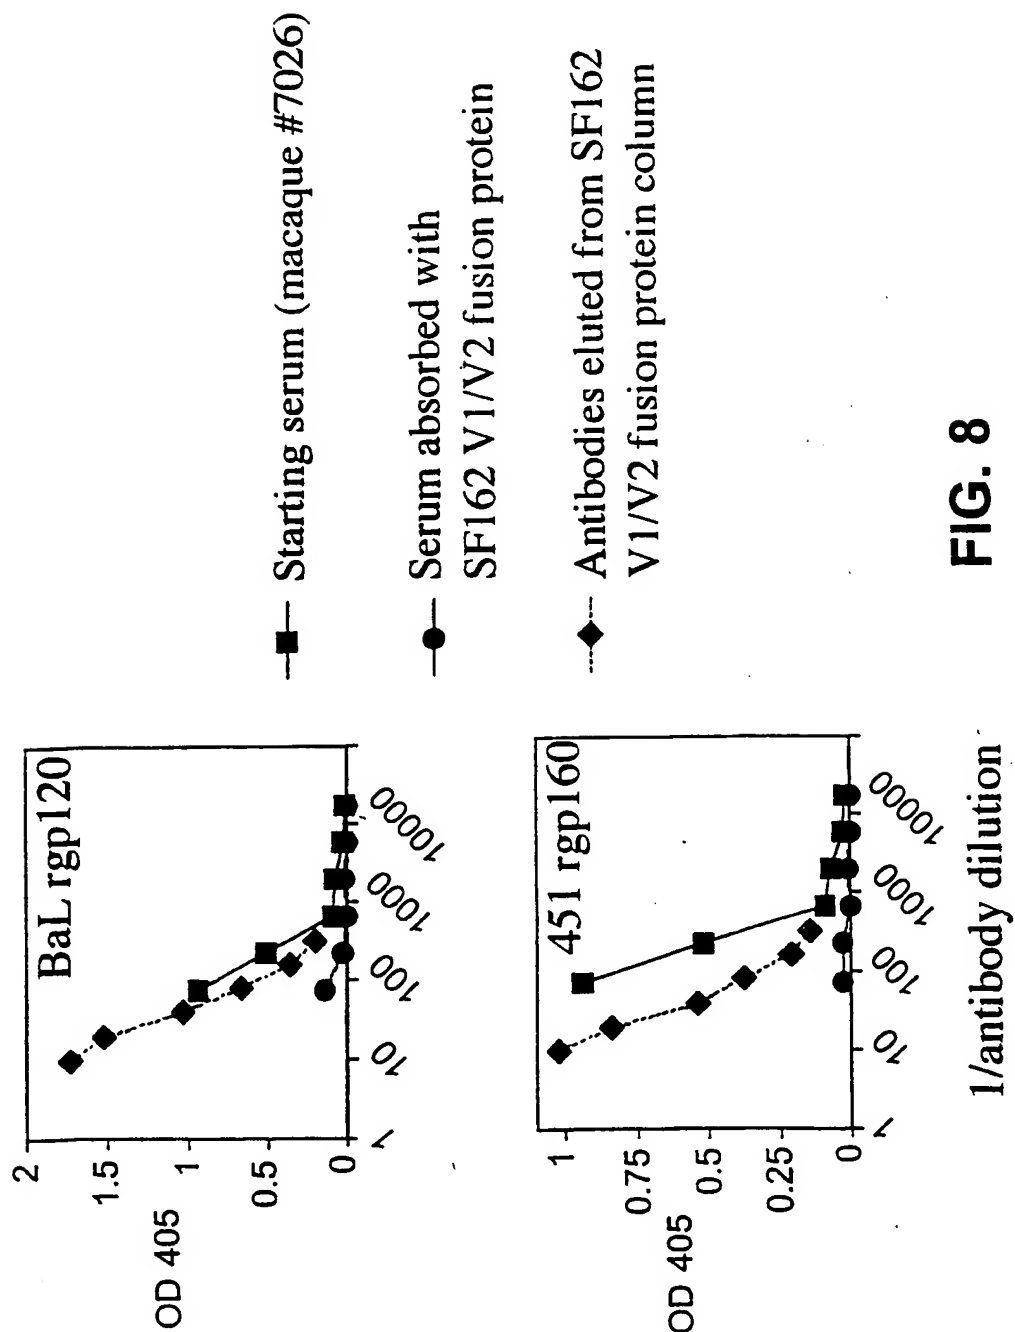 BaL rgp120
2
1.5
1
0.5
0
OD 405
1
10
100
1000
10000
451 rgp160
1
0.75
0.5
0.25
0
OD 405
1
10
100
1000
10000
1/antibody dilution
Starting serum (macaque #7026)
Serum absorbed with
SF162 V1/V2 fusion protein
Antibodies eluted from SF162
V1/V2 fusion protein column
FIG. 8